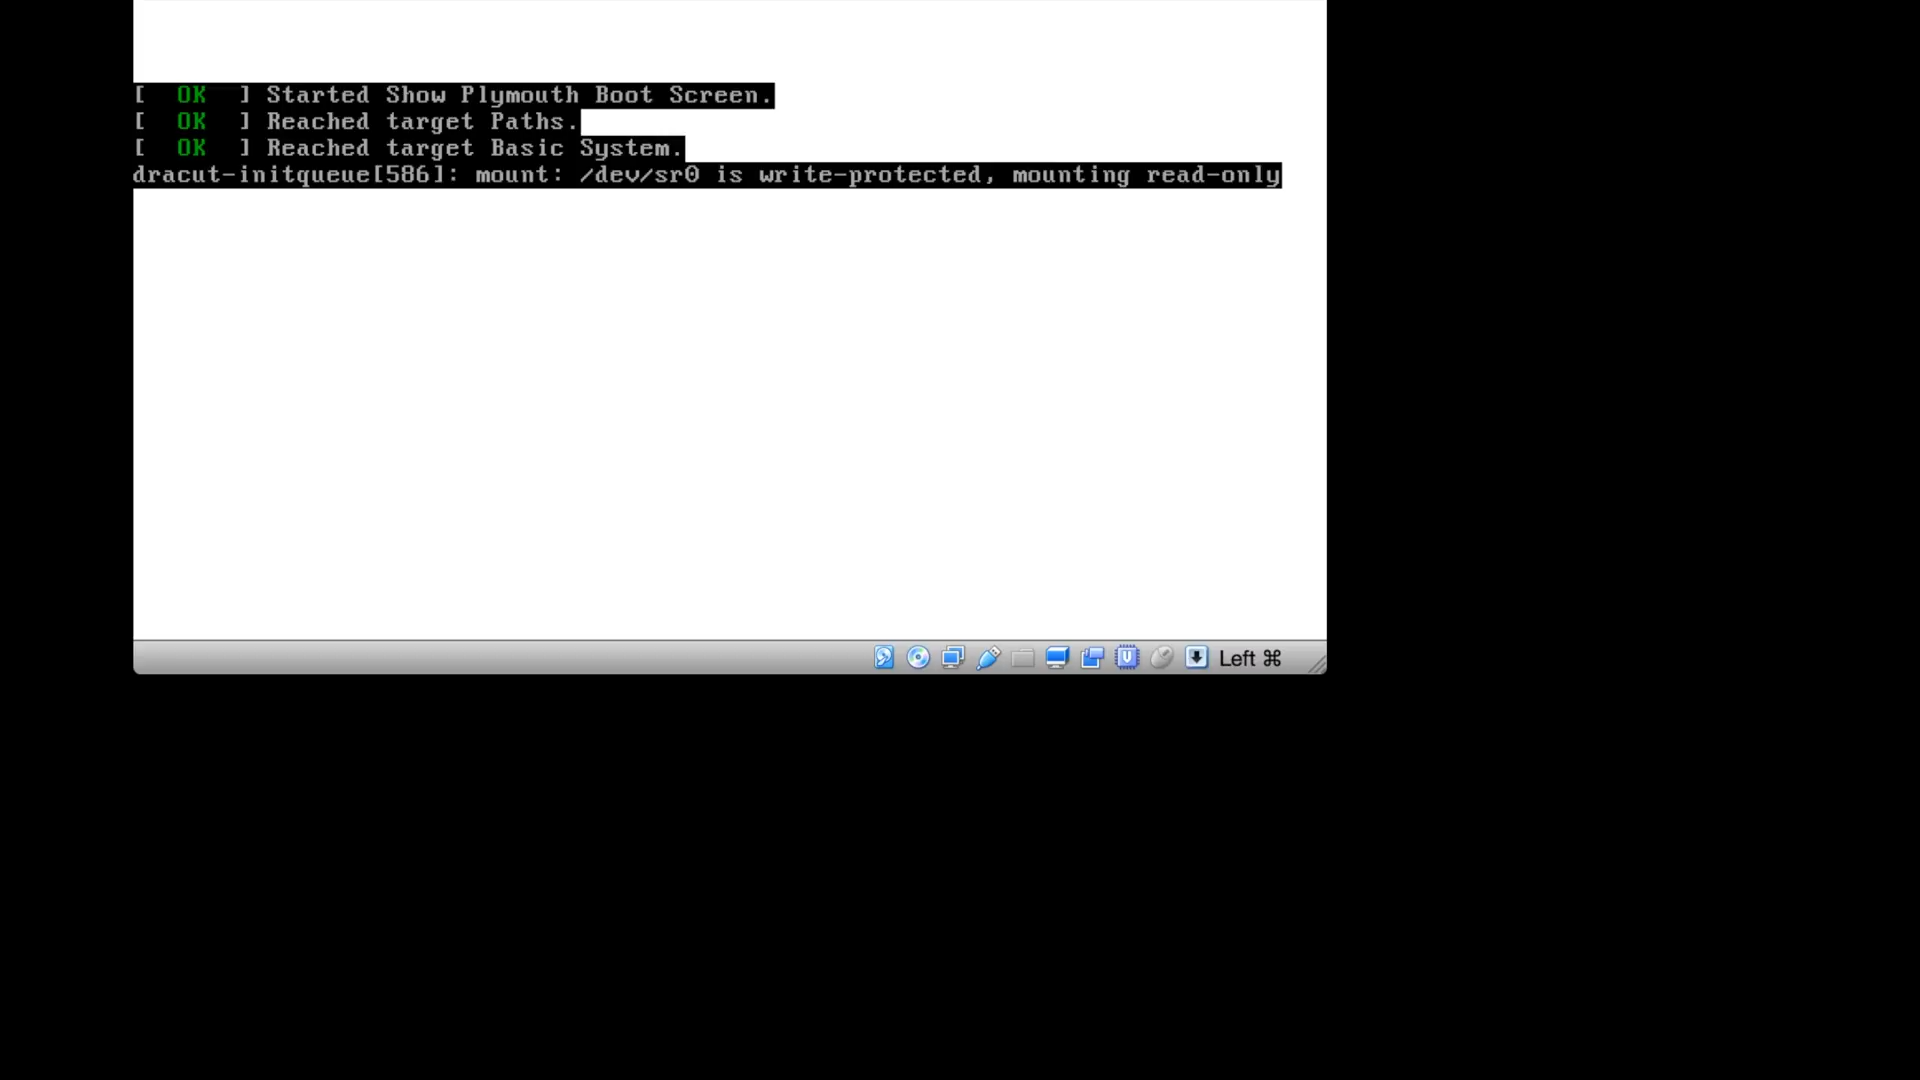 [  OK  ] Started Show Plymouth Boot Screen.
[  OK  ] Reached target Paths.
[  OK  ] Reached target Basic System.
dracut-initqueue[586]: mount: /dev/sr0 is write-protected, mounting read-only
Left ⌘